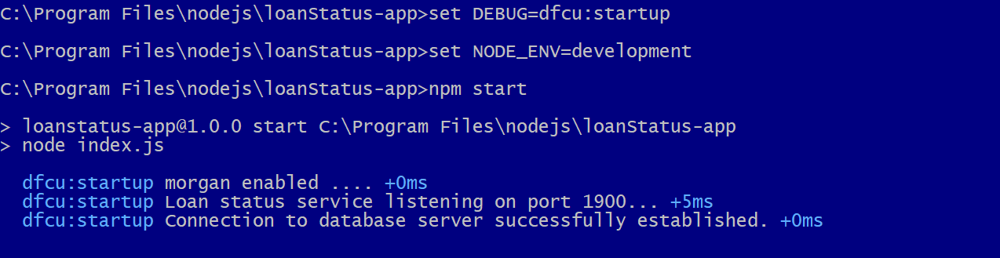 C:\Program Files\nodejs\loanStatus-app>set DEBUG=dfcu:startup
C:\Program Files\nodejs\loanStatus-app>set NODE_ENV=development
C:\Program Files\nodejs\loanStatus-app>npm start
> loanstatus-app@1.0.0 start C:\Program Files\nodejs\loanStatus-app
> node index.js
dfcu:startup morgan enabled .... +0ms
dfcu:startup Loan status service listening on port 1900... +5ms
dfcu:startup Connection to database server successfully established. +0ms